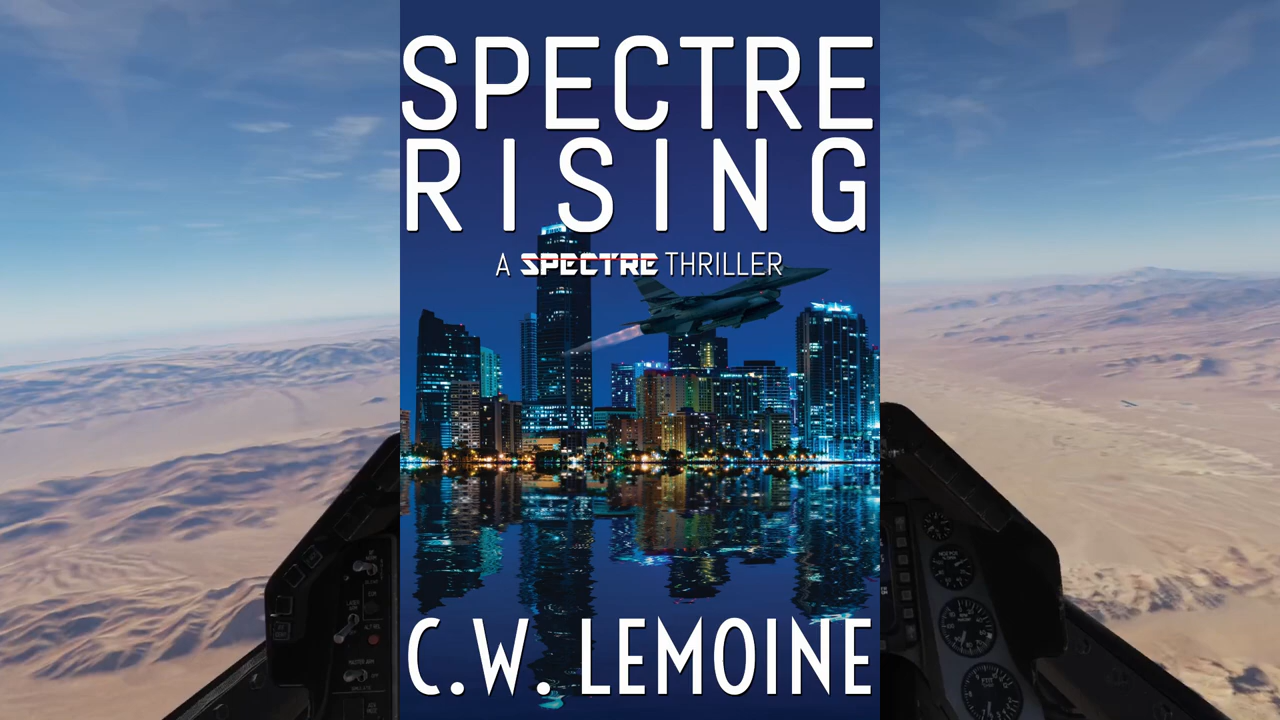 SPECTRE
RISING
A SPECTRE THRILLER
C.W. LEMOINE